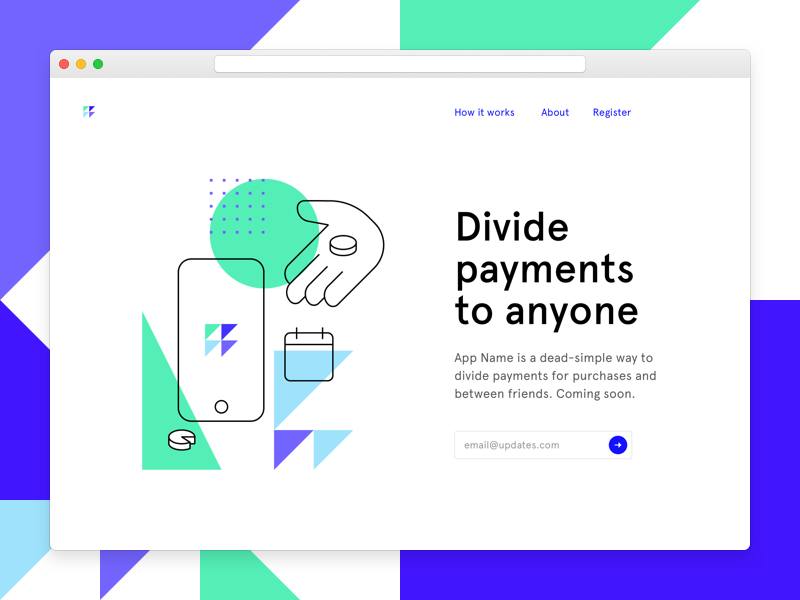 How it works About Register
Divide
payments
to anyone
App Name is a dead-simple way to
divide payments for purchases and
between friends. Coming soon.
email@updates.com